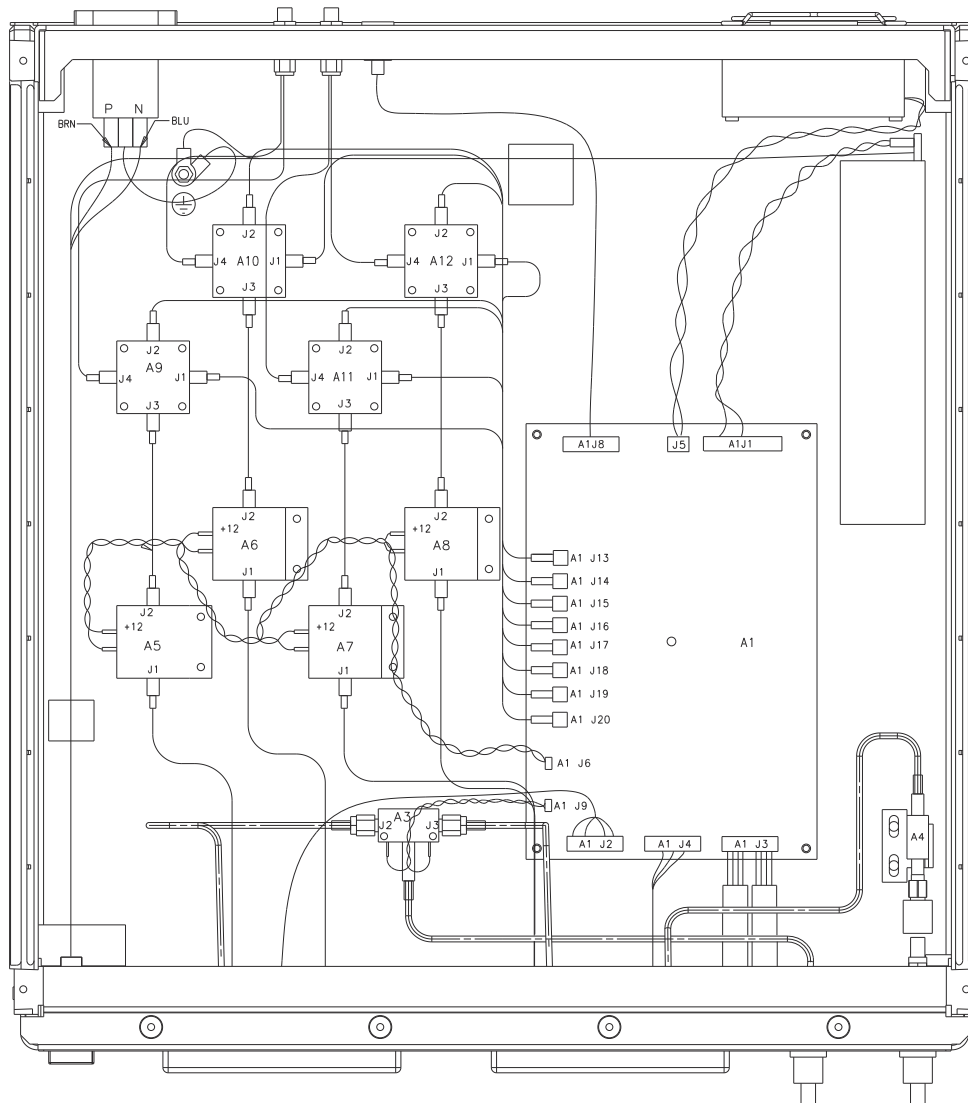 P N
BRN
BLU
J2
J4 A10 J1
J3
J2
J4 A12 J1
J3
J2
A9
J4 J1
J3
J2
J4 A11 J1
J3
A1J8
J5
A1J1
J2
+12
A6
J1
J2
+12
A8
J1
J2
+12
A5
J1
J2
+12
A7
J1
A1 J13
A1 J14
A1 J15
A1 J16
A1 J17
A1 J18
A1 J19
A1 J20
A1
A1 J6
A1 J9
A3
J2 J3
A1 J2
A1 J4
A1 J3
A4